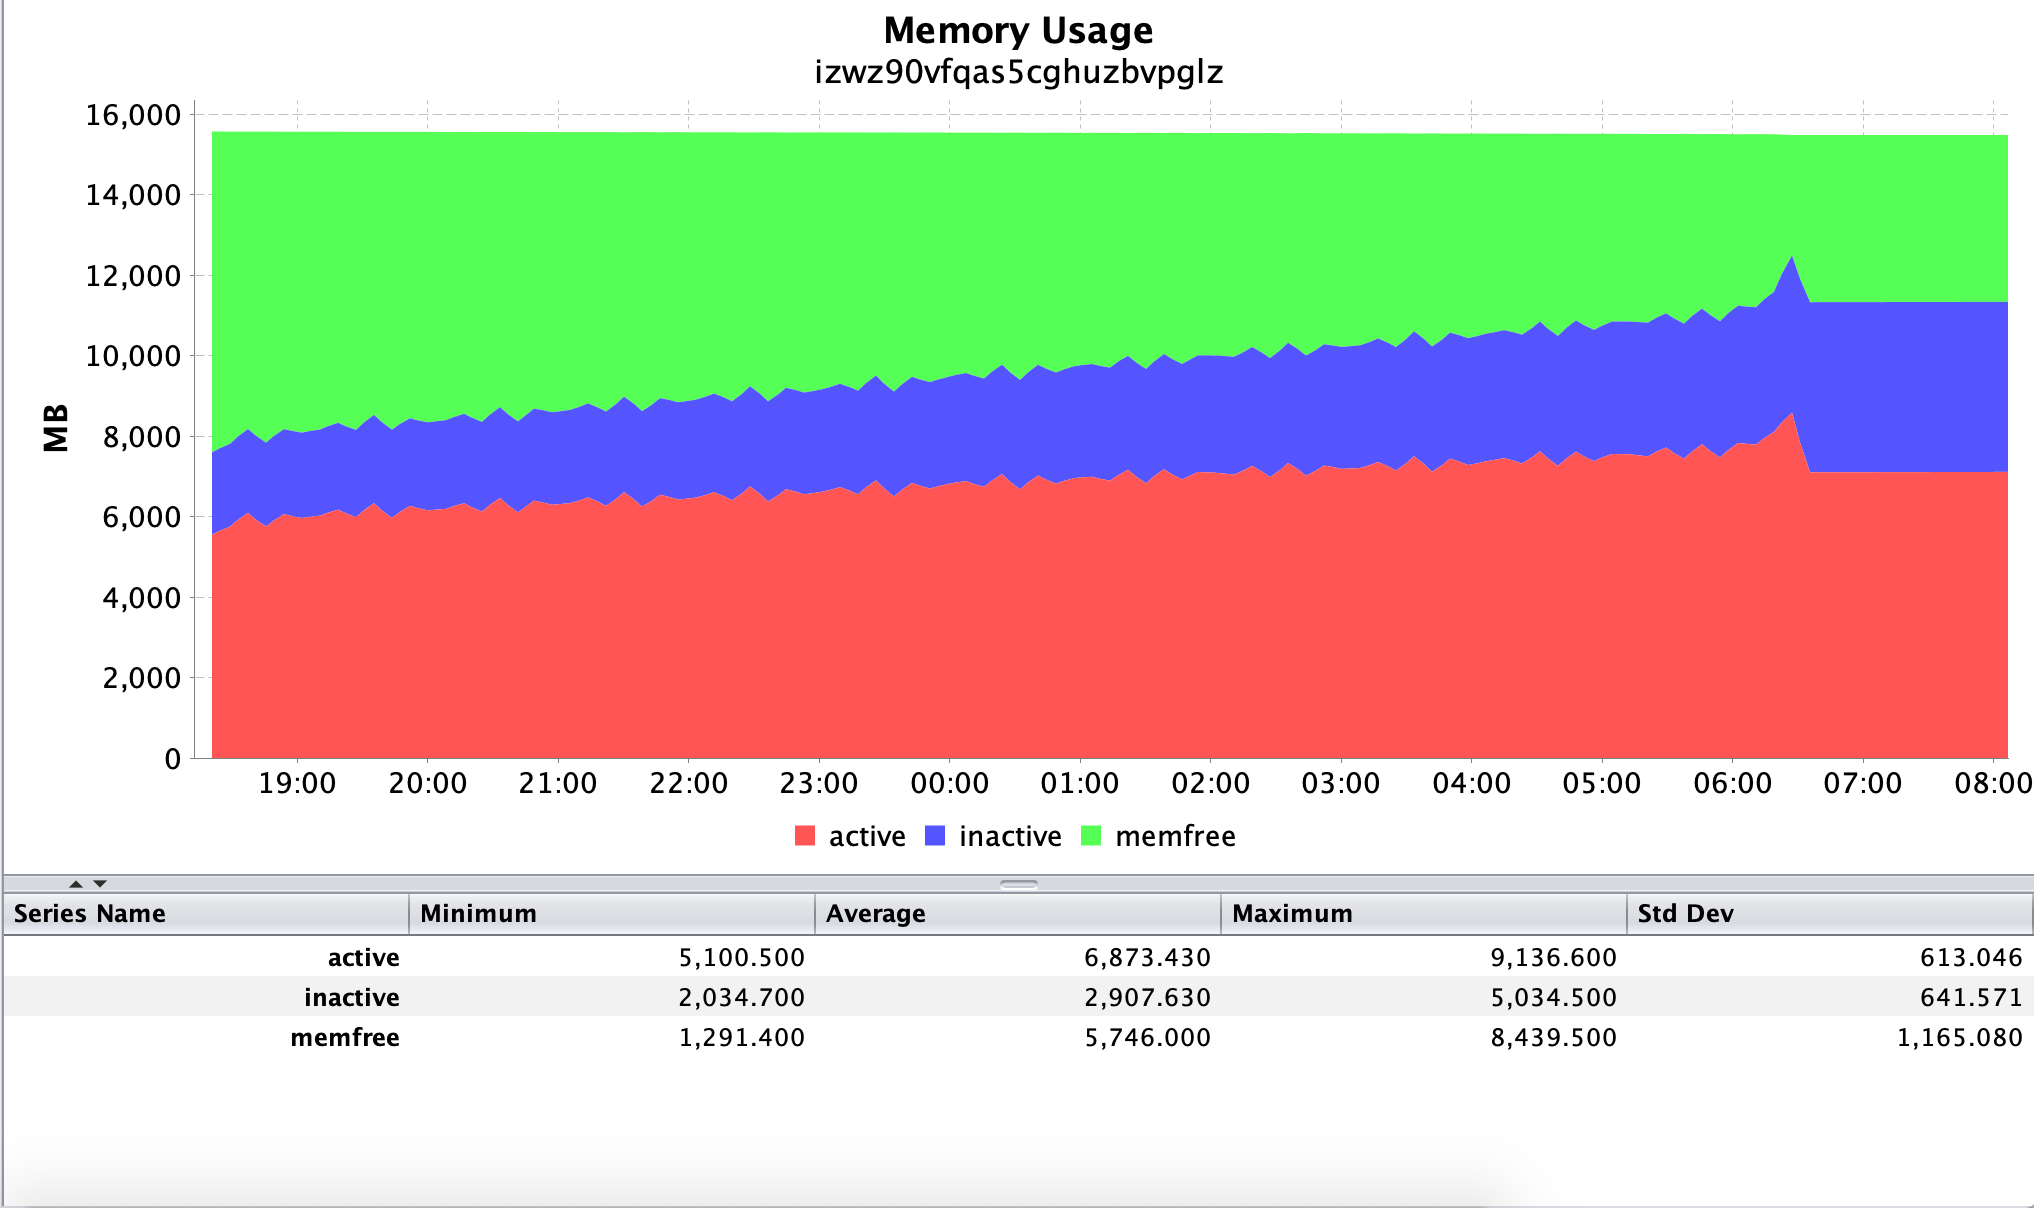 Memory Usage
izwz90vfqas5cghuzbvpglz
16,000
14,000
12,000
10,000
8,000
6,000
4,000
2,000
0
MB
19:00 20:00 21:00 22:00 23:00 00:00 01:00 02:00 03:00 04:00 05:00 06:00 07:00 08:00
active inactive memfree
Series Name Minimum Average Maximum Std Dev
active 5,100.500 6,873.430 9,136.600 613.046
inactive 2,034.700 2,907.630 5,034.500 641.571
memfree 1,291.400 5,746.000 8,439.500 1,165.080